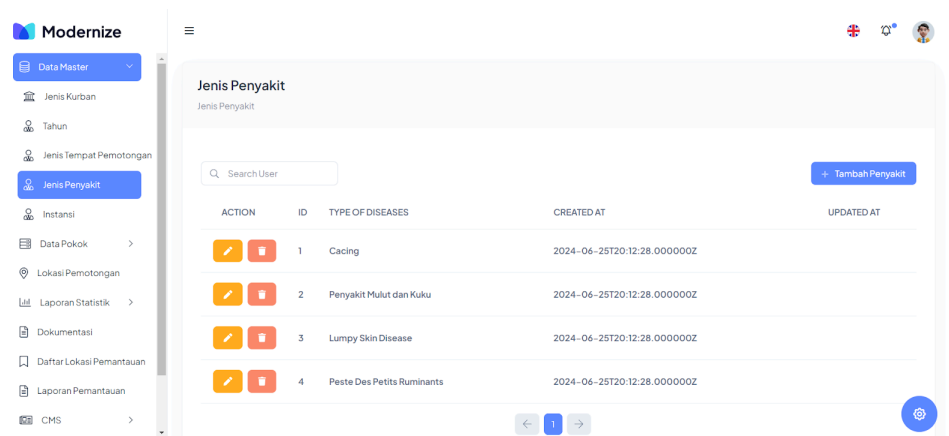 Modernize
Data Master
Jenis Kurban
Tahun
Jenis Tempat Pemotongan
Jenis Penyakit
Instansi
Data Pokok
Lokasi Pemotongan
Laporan Statistik
Dokumentasi
Daftar Lokasi Pemantauan
Laporan Pemantauan
CMS
Jenis Penyakit
Jenis Penyakit
Search User
+ Tambah Penyakit
ACTION ID TYPE OF DISEASES CREATED AT UPDATED AT
1 Cacing 2024-06-25T20:12:28.000000Z
2 Penyakit Mulut dan Kuku 2024-06-25T20:12:28.000000Z
3 Lumpy Skin Disease 2024-06-25T20:12:28.000000Z
4 Peste Des Petits Ruminants 2024-06-25T20:12:28.000000Z
1